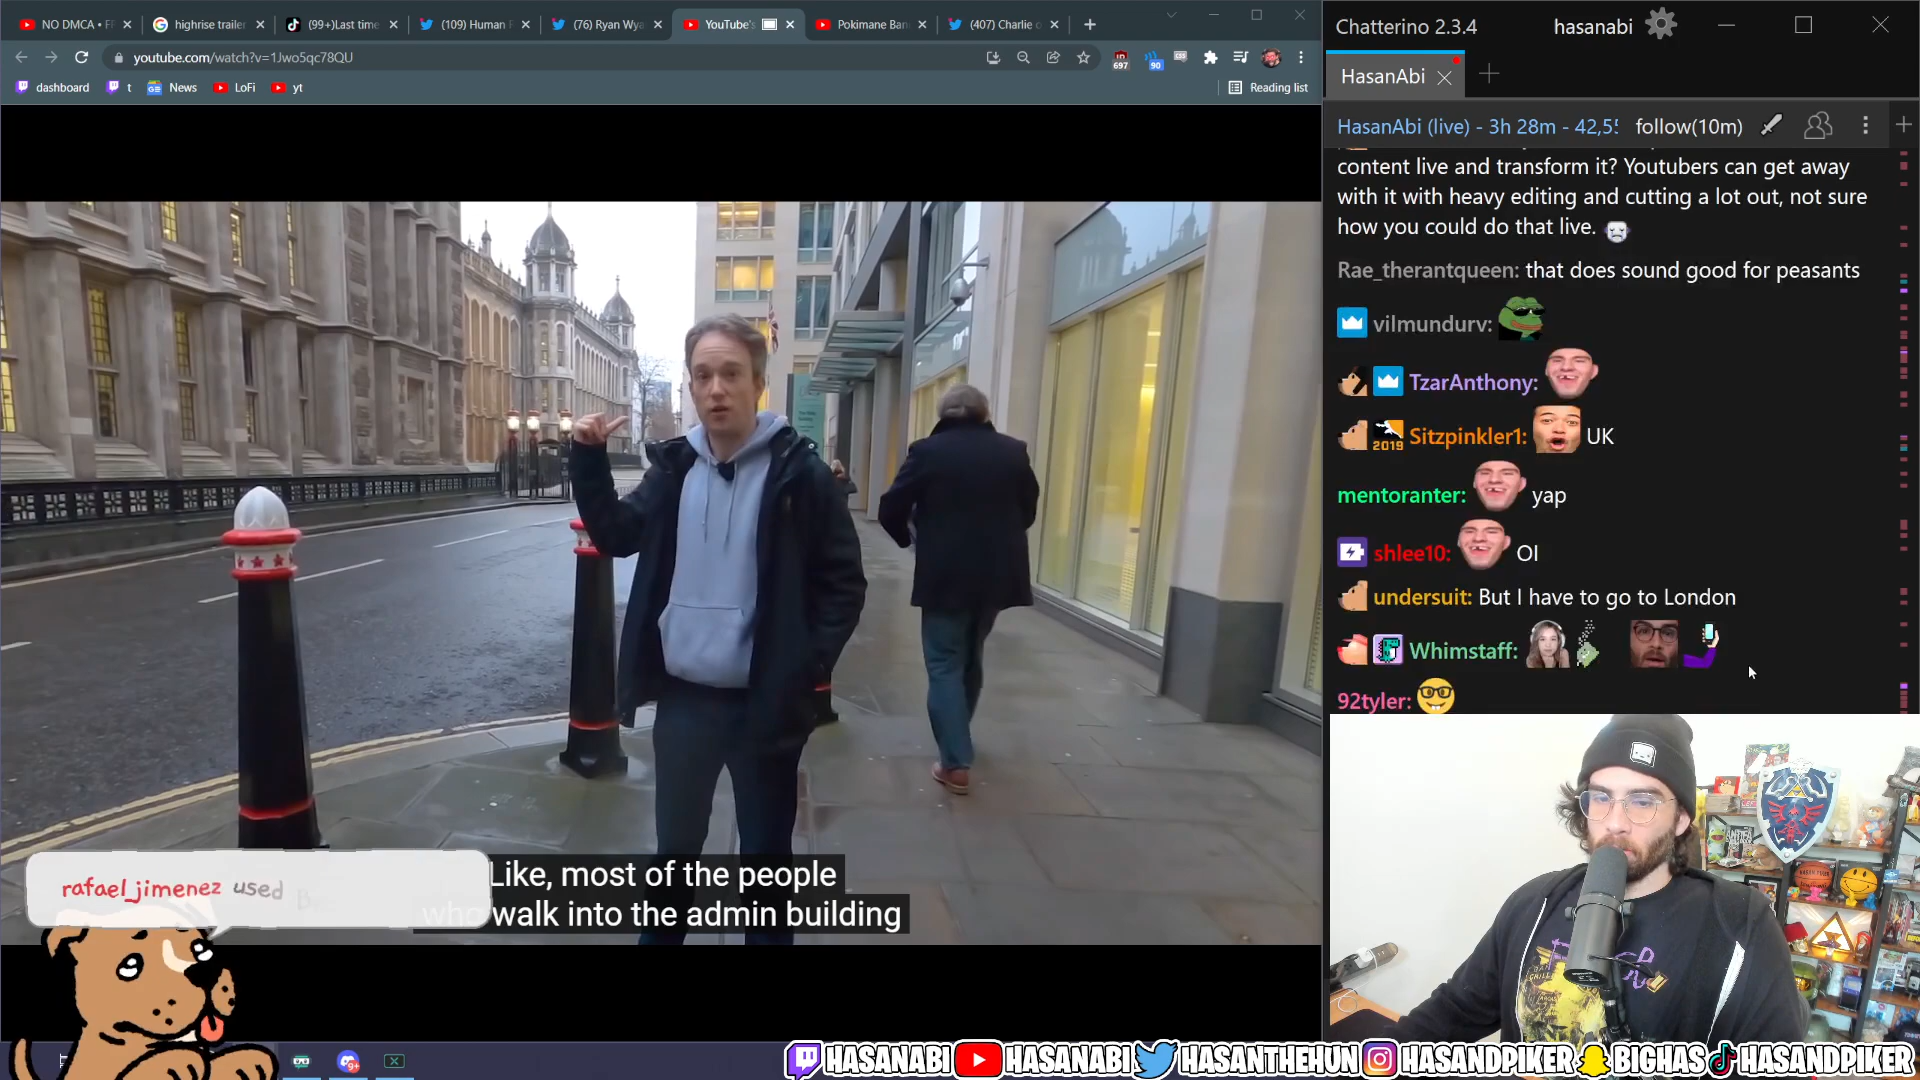 NO DMCA • F
highrise trailer
(99+)Last time
(109) Human
(76) Ryan Wya
YouTube's
Pokimane Ban
(407) Charlie
youtube.com/watch?v=1Jwo5qc78QU
697
90
dashboard
t
News
LoFi
yt
Reading list
Like, most of the people
who walk into the admin building
rafael_jimenez used
Chatterino 2.3.4
hasanabi
HasanAbi
HasanAbi (live) - 3h 28m - 42,5
follow(10m)
content live and transform it? Youtubers can get away
with it with heavy editing and cutting a lot out, not sure
how you could do that live.
Rae_therantqueen: that does sound good for peasants
vilmundurv:
TzarAnthony:
2019 Sitzpinkler1: UK
mentoranter: yap
shlee10: OI
undersuit: But I have to go to London
Whimstaff:
92tyler:
9+
HASANABI HASANABI HASANTHEHUN HASANDPIKER BIGHAS HASANDPIKER